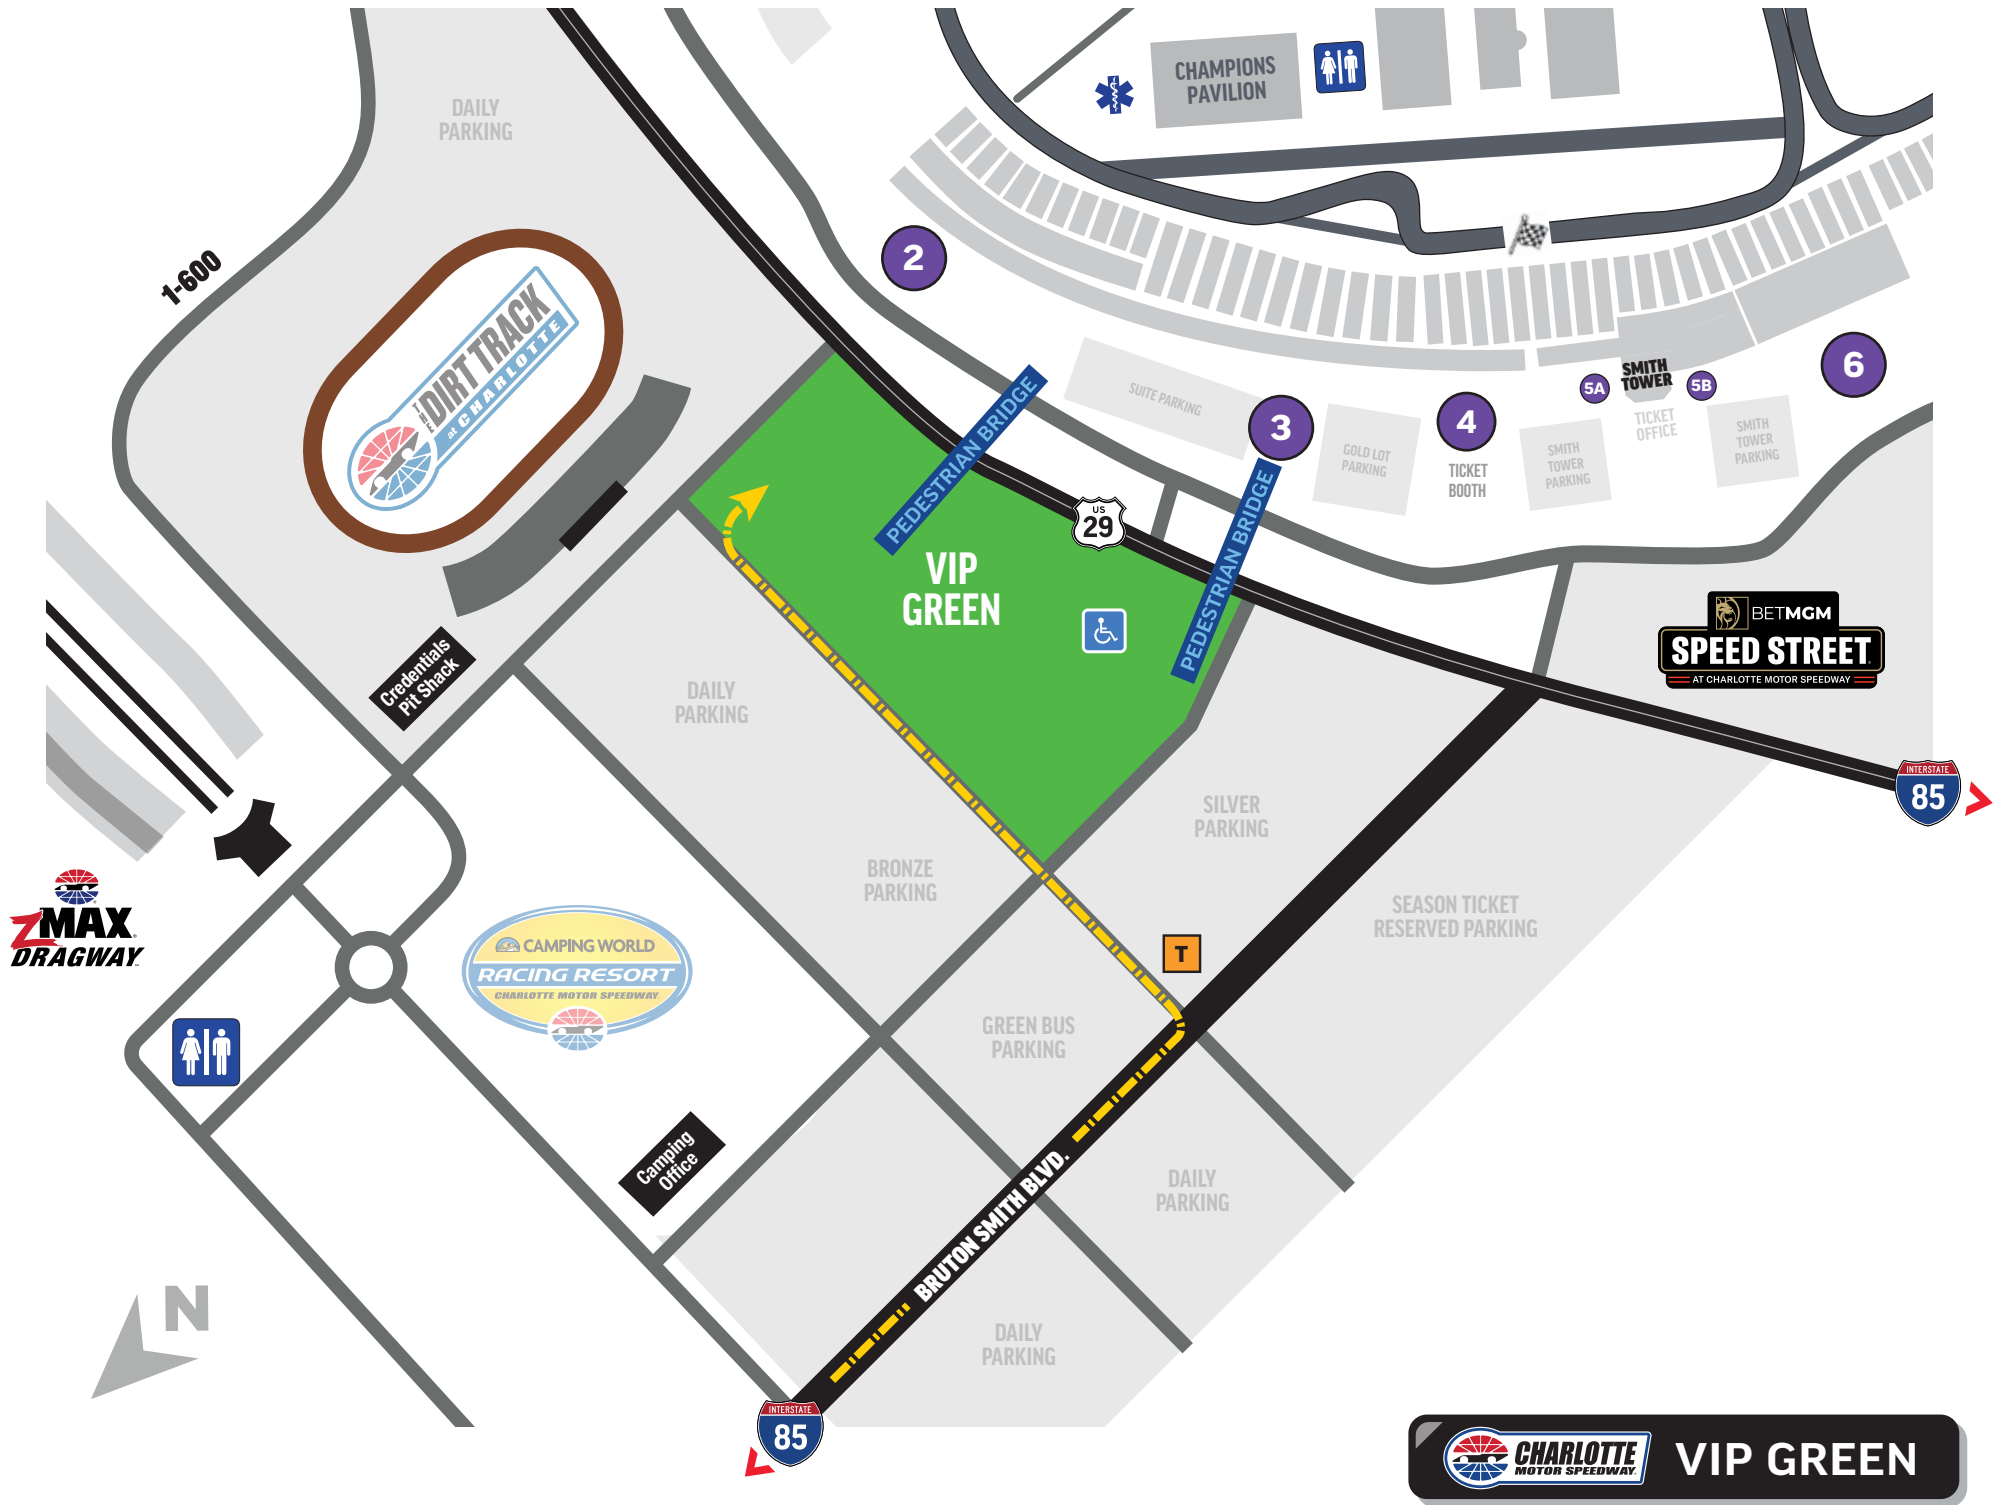 DAILY
PARKING
CHAMPIONS
PAVILION
1-600
2
THE DIRT TRACK
at CHARLOTTE
PEDESTRIAN BRIDGE
SUITE PARKING
3
GOLD LOT
PARKING
4
TICKET
BOOTH
5A
SMITH
TOWER
5B
TICKET
OFFICE
SMITH
TOWER
PARKING
SMITH
TOWER
PARKING
6
US
29
PEDESTRIAN BRIDGE
VIP
GREEN
BETMGM
SPEED STREET
AT CHARLOTTE MOTOR SPEEDWAY
Credentials
Pit Shack
DAILY
PARKING
SILVER
PARKING
INTERSTATE
85
BRONZE
PARKING
SEASON TICKET
RESERVED PARKING
ZMAX
DRAGWAY
CAMPING WORLD
RACING RESORT
CHARLOTTE MOTOR SPEEDWAY
T
GREEN BUS
PARKING
Camping
Office
BRUTON SMITH BLVD.
DAILY
PARKING
DAILY
PARKING
N
INTERSTATE
85
CHARLOTTE
MOTOR SPEEDWAY
VIP GREEN